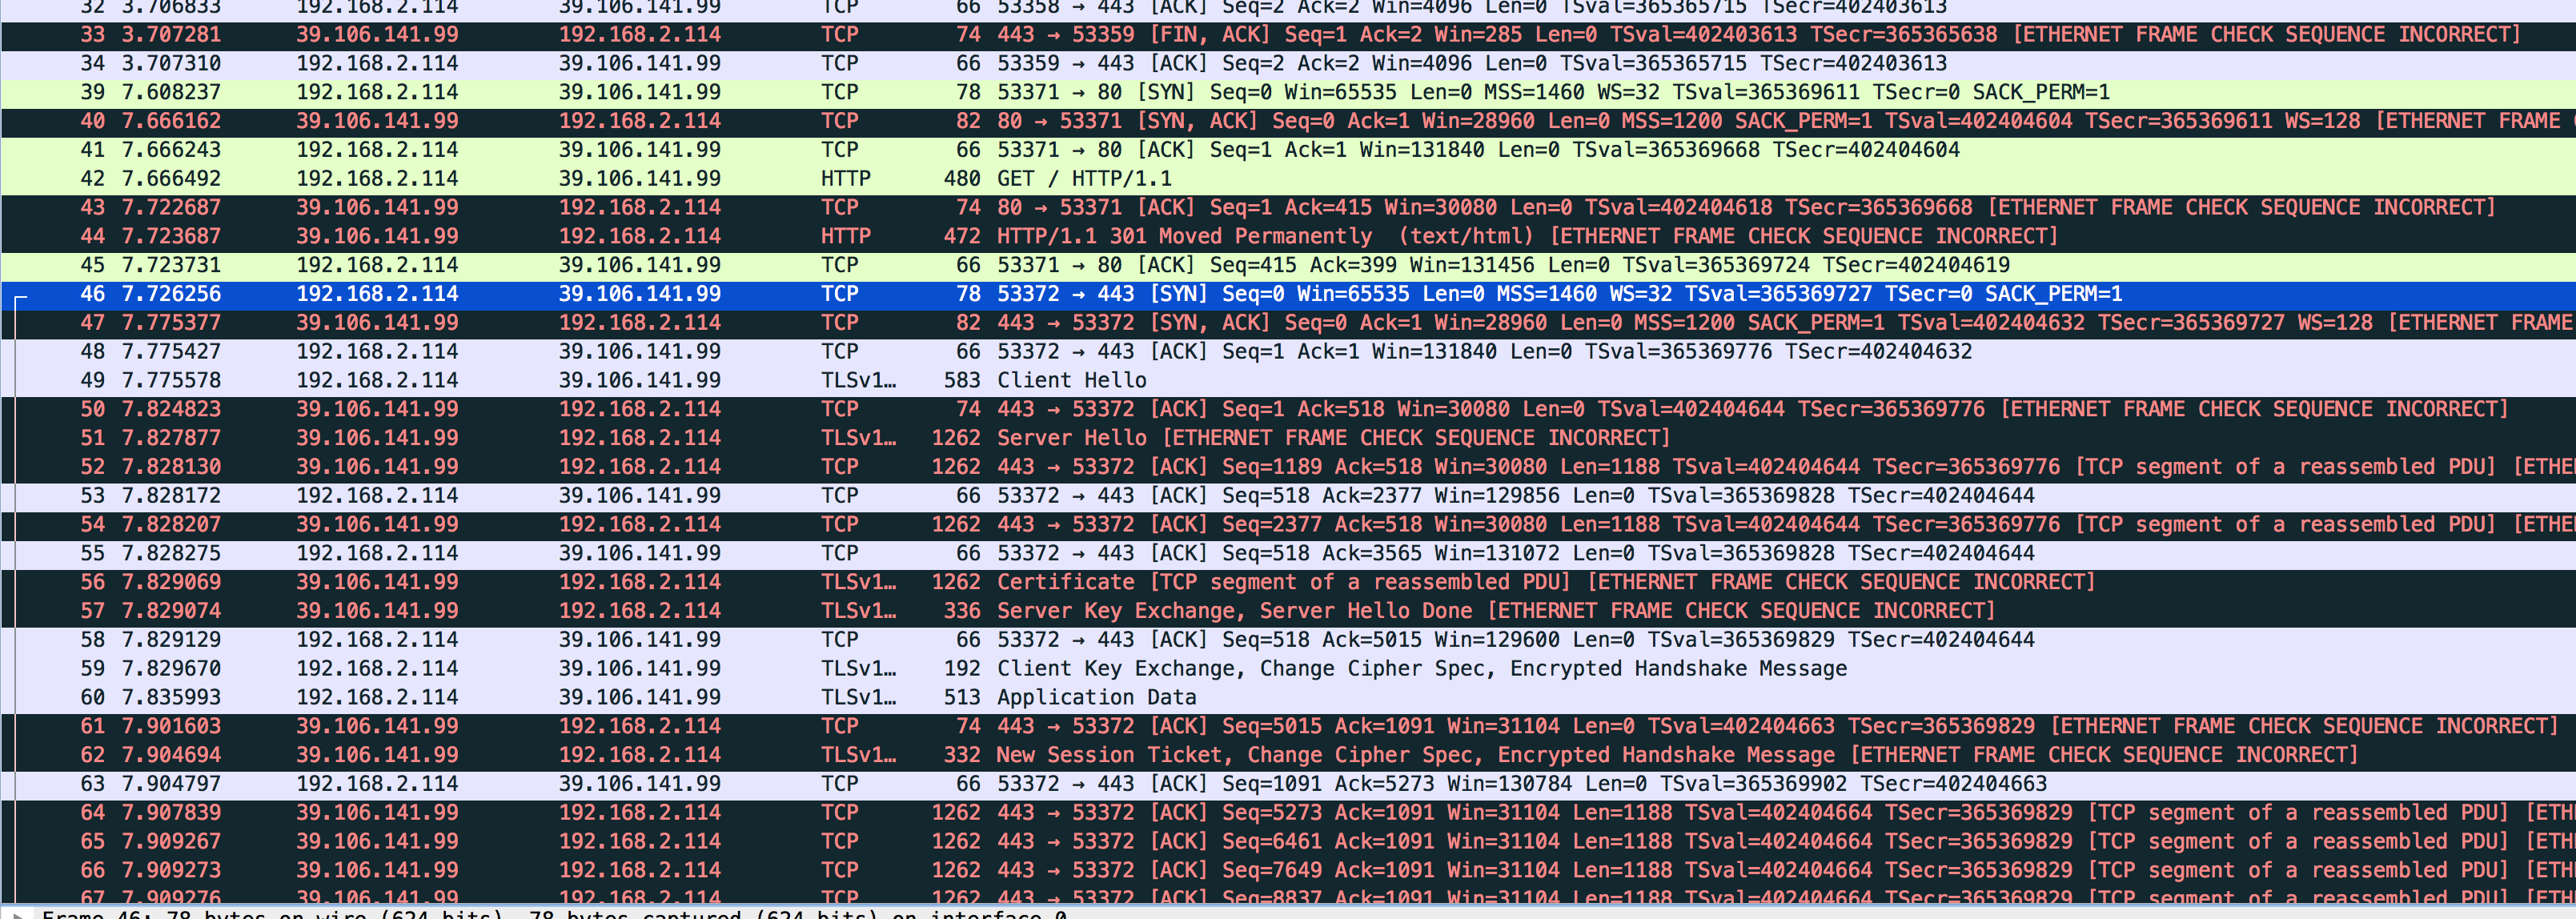 32 3.706833 192.168.2.114 39.106.141.99 TCP 66 53358 → 443 [ACK] Seq=2 Ack=2 Win=4096 Len=0 TSval=365365715 TSecr=402403613
33 3.707281 39.106.141.99 192.168.2.114 TCP 74 443 → 53359 [FIN, ACK] Seq=1 Ack=2 Win=285 Len=0 TSval=402403613 TSecr=365365638 [ETHERNET FRAME CHECK SEQUENCE INCORRECT]
34 3.707310 192.168.2.114 39.106.141.99 TCP 66 53359 → 443 [ACK] Seq=2 Ack=2 Win=4096 Len=0 TSval=365365715 TSecr=402403613
39 7.608237 192.168.2.114 39.106.141.99 TCP 78 53371 → 80 [SYN] Seq=0 Win=65535 Len=0 MSS=1460 WS=32 TSval=365369611 TSecr=0 SACK_PERM=1
40 7.666162 39.106.141.99 192.168.2.114 TCP 82 80 → 53371 [SYN, ACK] Seq=0 Ack=1 Win=28960 Len=0 MSS=1200 SACK_PERM=1 TSval=402404604 TSecr=365369611 WS=128 [ETHERNET FRAME
41 7.666243 192.168.2.114 39.106.141.99 TCP 66 53371 → 80 [ACK] Seq=1 Ack=1 Win=131840 Len=0 TSval=365369668 TSecr=402404604
42 7.666492 192.168.2.114 39.106.141.99 HTTP 480 GET / HTTP/1.1
43 7.722687 39.106.141.99 192.168.2.114 TCP 74 80 → 53371 [ACK] Seq=1 Ack=415 Win=30080 Len=0 TSval=402404618 TSecr=365369668 [ETHERNET FRAME CHECK SEQUENCE INCORRECT]
44 7.723687 39.106.141.99 192.168.2.114 HTTP 472 HTTP/1.1 301 Moved Permanently (text/html) [ETHERNET FRAME CHECK SEQUENCE INCORRECT]
45 7.723731 192.168.2.114 39.106.141.99 TCP 66 53371 → 80 [ACK] Seq=415 Ack=399 Win=131456 Len=0 TSval=365369724 TSecr=402404619
46 7.726256 192.168.2.114 39.106.141.99 TCP 78 53372 → 443 [SYN] Seq=0 Win=65535 Len=0 MSS=1460 WS=32 TSval=365369727 TSecr=0 SACK_PERM=1
47 7.775377 39.106.141.99 192.168.2.114 TCP 82 443 → 53372 [SYN, ACK] Seq=0 Ack=1 Win=28960 Len=0 MSS=1200 SACK_PERM=1 TSval=402404632 TSecr=365369727 WS=128 [ETHERNET FRAME
48 7.775427 192.168.2.114 39.106.141.99 TCP 66 53372 → 443 [ACK] Seq=1 Ack=1 Win=131840 Len=0 TSval=365369776 TSecr=402404632
49 7.775578 192.168.2.114 39.106.141.99 TLSv1… 583 Client Hello
50 7.824823 39.106.141.99 192.168.2.114 TCP 74 443 → 53372 [ACK] Seq=1 Ack=518 Win=30080 Len=0 TSval=402404644 TSecr=365369776 [ETHERNET FRAME CHECK SEQUENCE INCORRECT]
51 7.827877 39.106.141.99 192.168.2.114 TLSv1… 1262 Server Hello [ETHERNET FRAME CHECK SEQUENCE INCORRECT]
52 7.828130 39.106.141.99 192.168.2.114 TCP 1262 443 → 53372 [ACK] Seq=1189 Ack=518 Win=30080 Len=1188 TSval=402404644 TSecr=365369776 [TCP segment of a reassembled PDU] [ETHE
53 7.828172 192.168.2.114 39.106.141.99 TCP 66 53372 → 443 [ACK] Seq=518 Ack=2377 Win=129856 Len=0 TSval=365369828 TSecr=402404644
54 7.828207 39.106.141.99 192.168.2.114 TCP 1262 443 → 53372 [ACK] Seq=2377 Ack=518 Win=30080 Len=1188 TSval=402404644 TSecr=365369776 [TCP segment of a reassembled PDU] [ETHE
55 7.828275 192.168.2.114 39.106.141.99 TCP 66 53372 → 443 [ACK] Seq=518 Ack=3565 Win=131072 Len=0 TSval=365369828 TSecr=402404644
56 7.829069 39.106.141.99 192.168.2.114 TLSv1… 1262 Certificate [TCP segment of a reassembled PDU] [ETHERNET FRAME CHECK SEQUENCE INCORRECT]
57 7.829074 39.106.141.99 192.168.2.114 TLSv1… 336 Server Key Exchange, Server Hello Done [ETHERNET FRAME CHECK SEQUENCE INCORRECT]
58 7.829129 192.168.2.114 39.106.141.99 TCP 66 53372 → 443 [ACK] Seq=518 Ack=5015 Win=129600 Len=0 TSval=365369829 TSecr=402404644
59 7.829670 192.168.2.114 39.106.141.99 TLSv1… 192 Client Key Exchange, Change Cipher Spec, Encrypted Handshake Message
60 7.835993 192.168.2.114 39.106.141.99 TLSv1… 513 Application Data
61 7.901603 39.106.141.99 192.168.2.114 TCP 74 443 → 53372 [ACK] Seq=5015 Ack=1091 Win=31104 Len=0 TSval=402404663 TSecr=365369829 [ETHERNET FRAME CHECK SEQUENCE INCORRECT]
62 7.904694 39.106.141.99 192.168.2.114 TLSv1… 332 New Session Ticket, Change Cipher Spec, Encrypted Handshake Message [ETHERNET FRAME CHECK SEQUENCE INCORRECT]
63 7.904797 192.168.2.114 39.106.141.99 TCP 66 53372 → 443 [ACK] Seq=1091 Ack=5273 Win=130784 Len=0 TSval=365369902 TSecr=402404663
64 7.907839 39.106.141.99 192.168.2.114 TCP 1262 443 → 53372 [ACK] Seq=5273 Ack=1091 Win=31104 Len=1188 TSval=402404664 TSecr=365369829 [TCP segment of a reassembled PDU] [ETH
65 7.909267 39.106.141.99 192.168.2.114 TCP 1262 443 → 53372 [ACK] Seq=6461 Ack=1091 Win=31104 Len=1188 TSval=402404664 TSecr=365369829 [TCP segment of a reassembled PDU] [ETH
66 7.909273 39.106.141.99 192.168.2.114 TCP 1262 443 → 53372 [ACK] Seq=7649 Ack=1091 Win=31104 Len=1188 TSval=402404664 TSecr=365369829 [TCP segment of a reassembled PDU] [ETH
67 7.909276 39.106.141.99 192.168.2.114 TCP 1262 443 → 53372 [ACK] Seq=8837 Ack=1091 Win=31104 Len=1188 TSval=402404664 TSecr=365369829 [TCP segment of a reassembled PDU] [ETH
Frame 46: 78 bytes on wire (624 bits), 78 bytes captured (624 bits) on interface 0